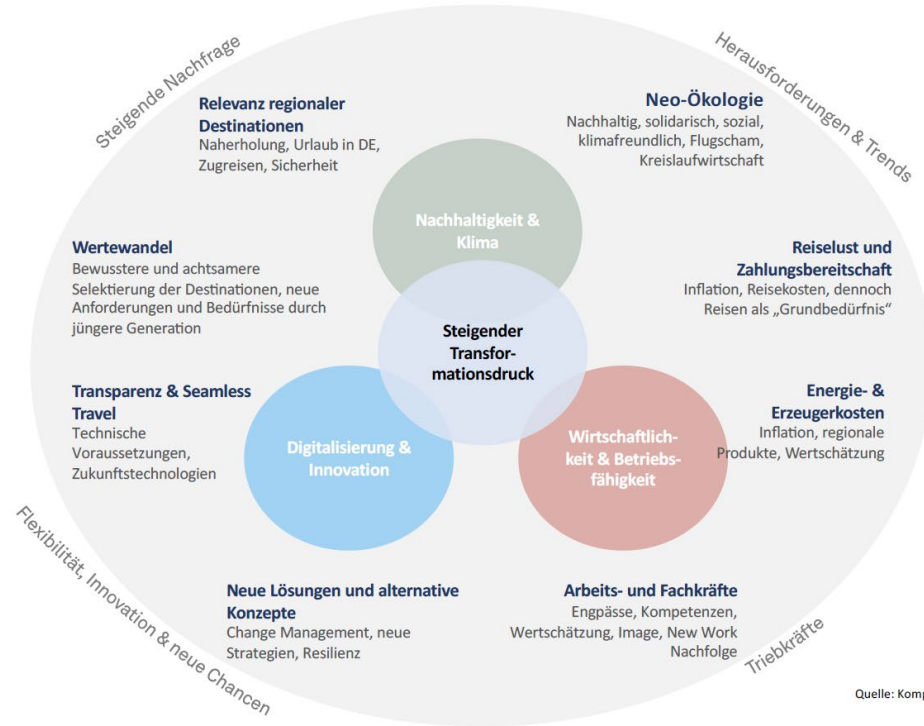 Steigende Nachfrage
Herausforderungen & Trends
Relevanz regionaler
Destinationen
Naherholung, Urlaub in DE,
Zugreisen, Sicherheit
Neo-Ökologie
Nachhaltig, solidarisch, sozial,
klimafreundlich, Flugscham,
Kreislaufwirtschaft
Nachhaltigkeit &
Klima
Wertewandel
Bewusstere und achtsamere
Selektierung der Destinationen, neue
Anforderungen und Bedürfnisse durch
jüngere Generation
Reiselust und
Zahlungsbereitschaft
Inflation, Reisekosten, dennoch
Reisen als „Grundbedürfnis“
Steigender
Transfor-
mationsdruck
Transparenz & Seamless
Travel
Technische
Voraussetzungen,
Zukunftstechnologien
Digitalisierung &
Innovation
Wirtschaftlich-
keit & Betriebs-
fähigkeit
Energie- &
Erzeugerkosten
Inflation, regionale
Produkte, Wertschätzung
Neue Lösungen und alternative
Konzepte
Change Management, neue
Strategien, Resilienz
Arbeits- und Fachkräfte
Engpässe, Kompetenzen,
Wertschätzung, Image, New Work
Nachfolge
Flexibilität, Innovation & neue Chancen
Triebkräfte
Quelle: Komp